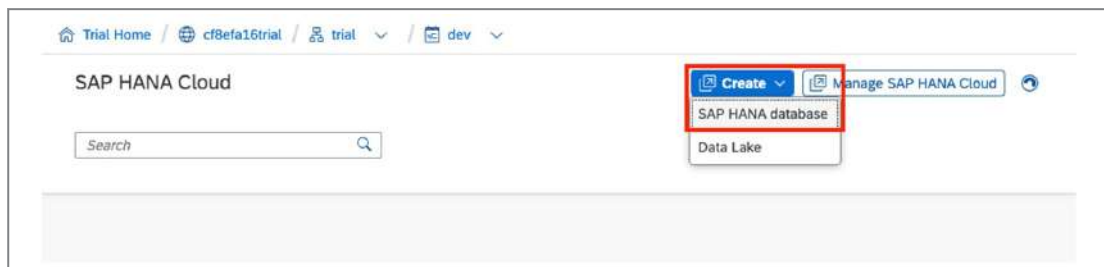 Trial Home / cf8efa16trial / trial / dev
SAP HANA Cloud
Create
Manage SAP HANA Cloud
SAP HANA database
Search
Data Lake